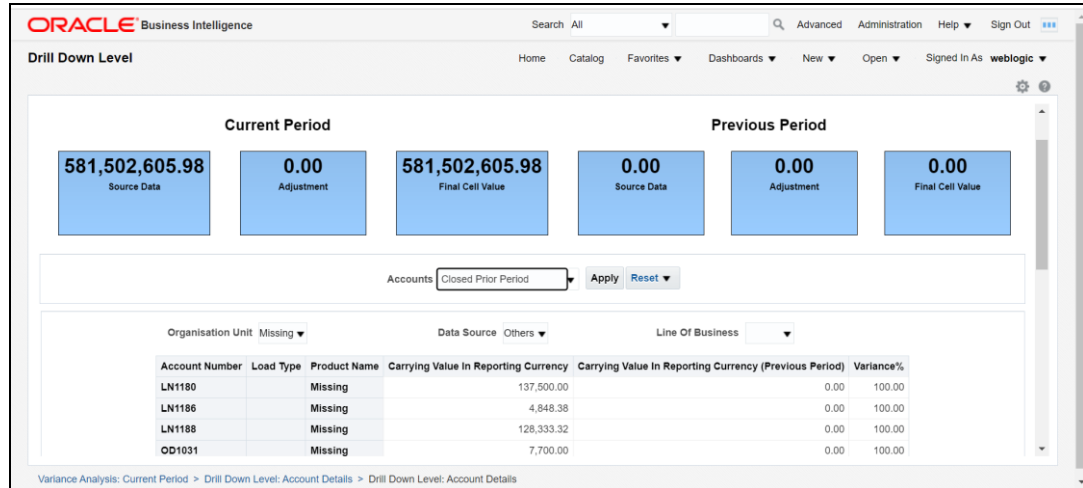 ORACLE Business Intelligence Search All Advanced Administration Help Sign Out
Drill Down Level Home Catalog Favorites Dashboards New Open Signed In As weblogic
Current Period Previous Period
581,502,605.98 0.00 581,502,605.98 0.00 0.00 0.00
Source Data Adjustment Final Cell Value Source Data Adjustment Final Cell Value
Accounts Closed Prior Period Apply Reset
Organisation Unit Missing Data Source Others Line Of Business
Account Number Load Type Product Name Carrying Value In Reporting Currency Carrying Value In Reporting Currency (Previous Period) Variance%
LN1180 Missing 137,500.00 0.00 100.00
LN1186 Missing 4,848.38 0.00 100.00
LN1188 Missing 128,333.32 0.00 100.00
OD1031 Missing 7,700.00 0.00 100.00
Variance Analysis: Current Period > Drill Down Level: Account Details > Drill Down Level: Account Details